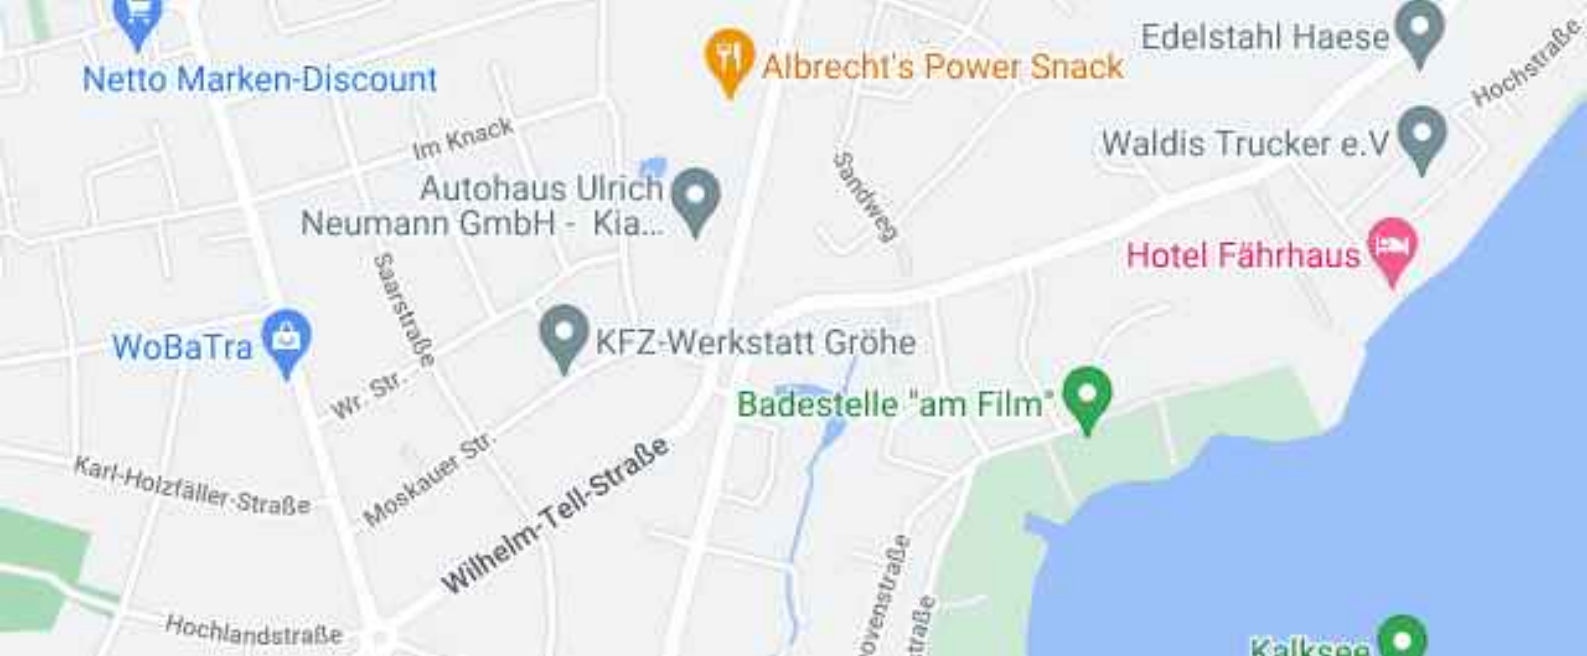 Edelstahl Haese
Albrecht's Power Snack
Netto Marken-Discount
Hochstraße
Im Knack
Waldis Trucker e.V
Autohaus Ulrich
Neumann GmbH - Kia...
Sandweg
Hotel Fährhaus
Saarstraße
WoBaTra
KFZ-Werkstatt Gröhe
Wr. Str.
Badestelle "am Film"
Moskauer Str.
Karl-Holzfäller-Straße
Wilhelm-Tell-Straße
ovenstraße
straße
Hochlandstraße
Kalksee